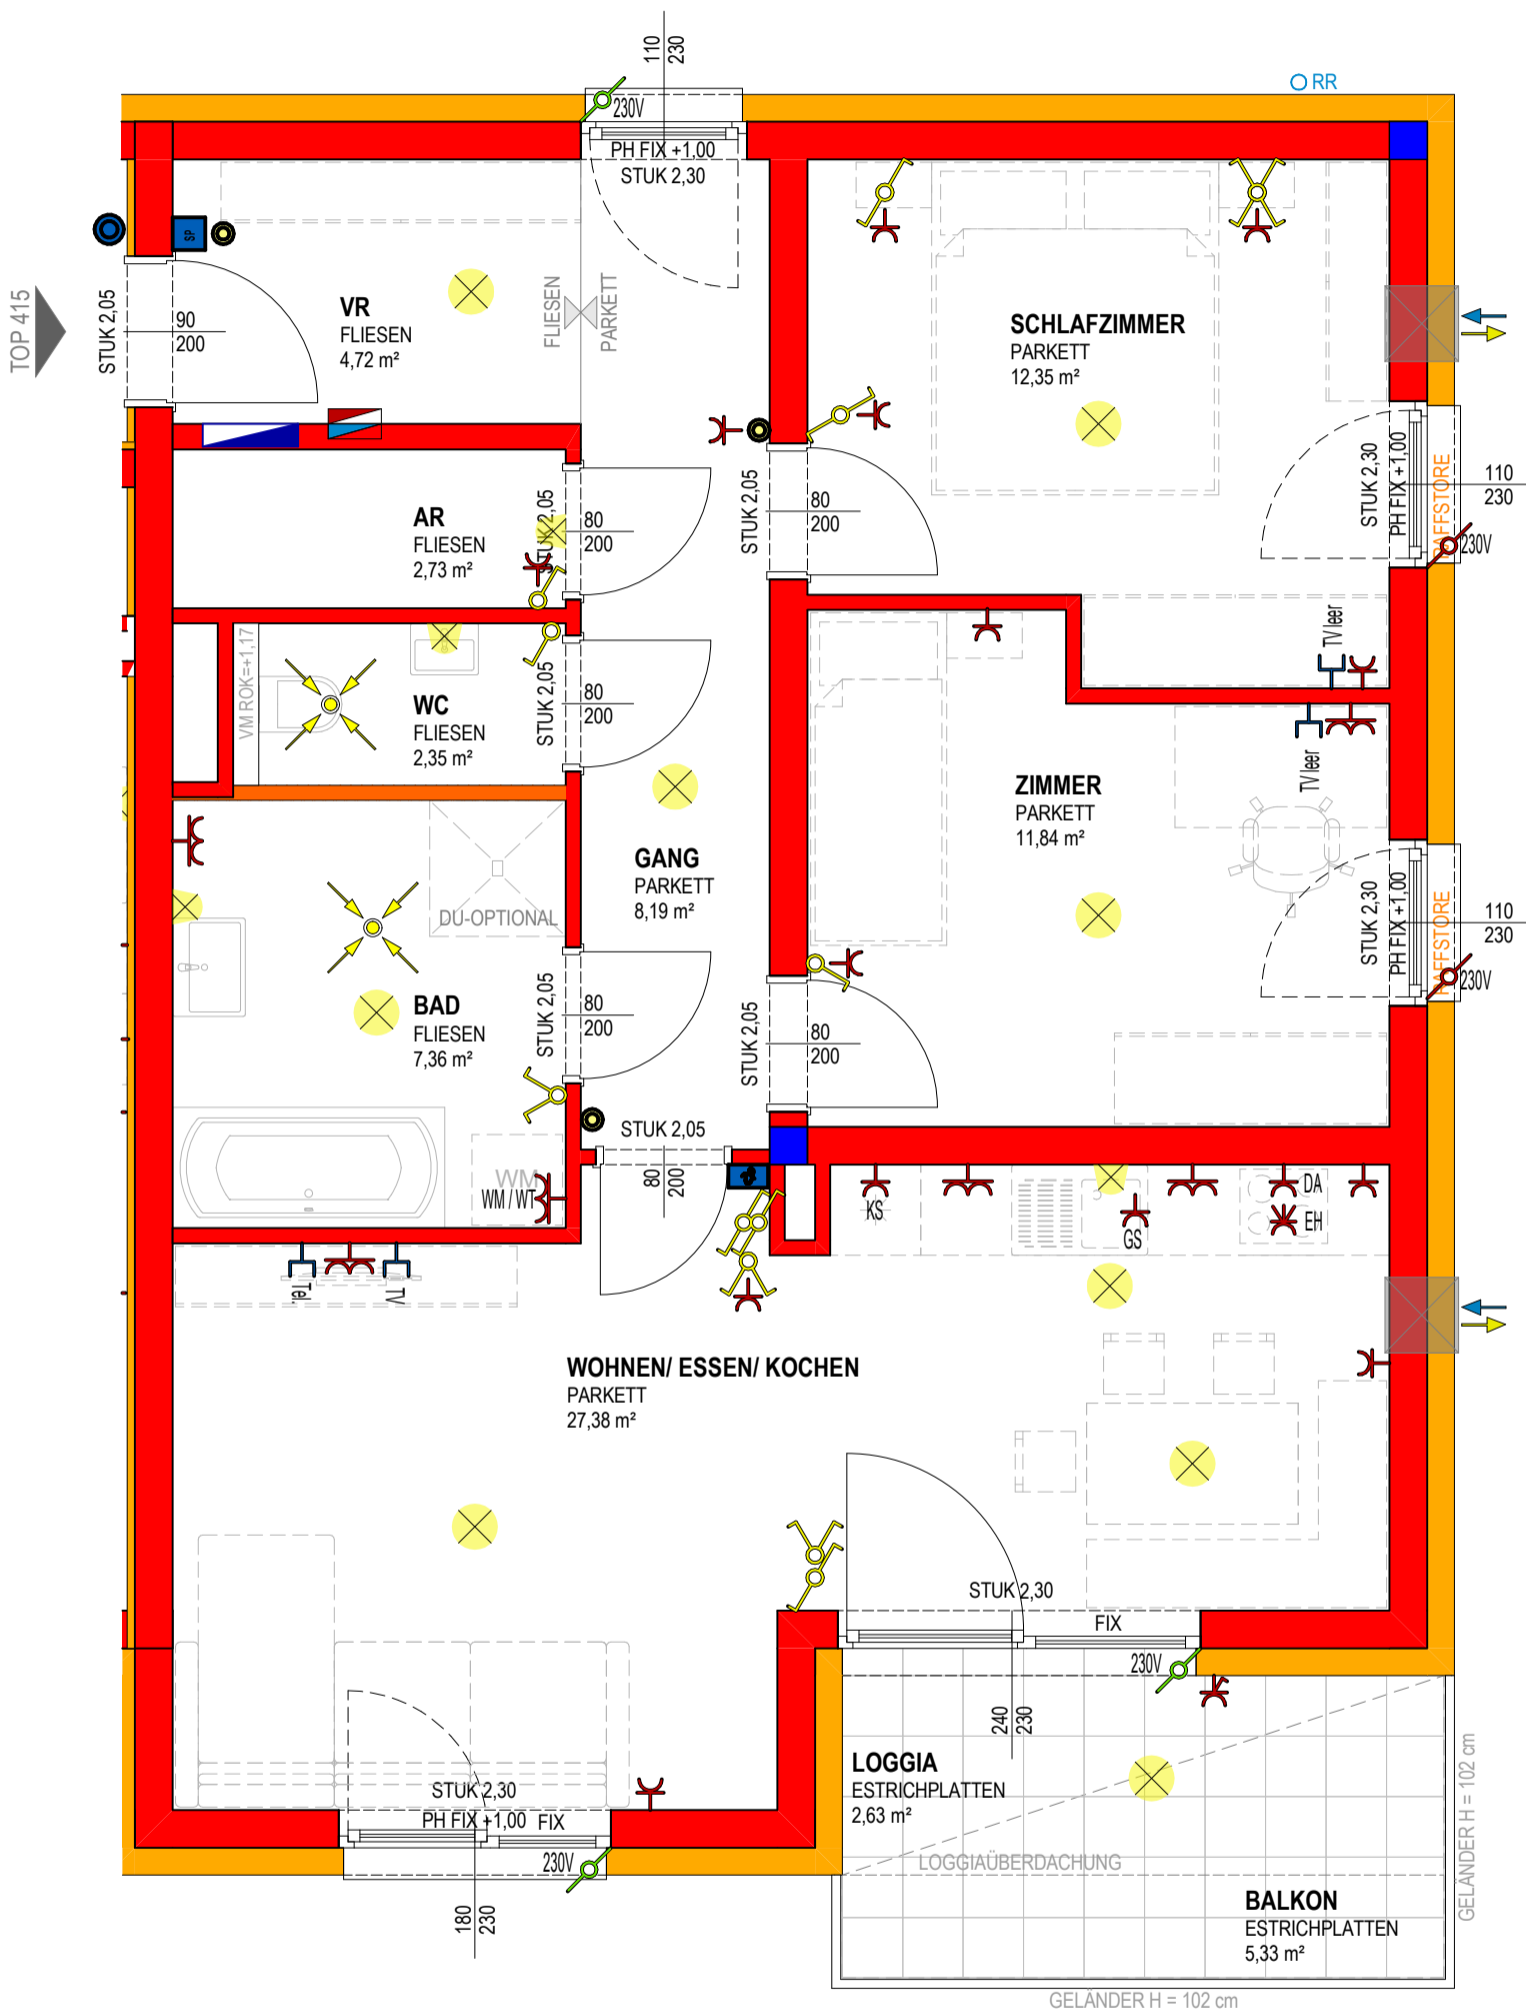 110
230
RR
230V
PH FIX +1,00
STUK 2,30
SP
TOP 415
STUK 2,05
90
200
VR
FLIESEN
4,72 m²
FLIESEN
PARKETT
SCHLAFZIMMER
PARKETT
12,35 m²
STUK 2,30
PH FIX +1,00
RAFFSTORE
110
230
230V
AR
FLIESEN
2,73 m²
STUK 2,05
80
200
STUK 2,05
80
200
VM ROK=+1,17
WC
FLIESEN
2,35 m²
STUK 2,05
80
200
TV leer
TV leer
ZIMMER
PARKETT
11,84 m²
GANG
PARKETT
8,19 m²
DU-OPTIONAL
STUK 2,30
PH FIX +1,00
RAFFSTORE
110
230
230V
BAD
FLIESEN
7,36 m²
STUK 2,05
80
200
STUK 2,05
80
200
STUK 2,05
80
200
WM
WM / WT
KS
GS
DA
EH
Tel.
TV
WOHNEN/ ESSEN/ KOCHEN
PARKETT
27,38 m²
STUK 2,30
FIX
230V
240
230
LOGGIA
ESTRICHPLATTEN
2,63 m²
STUK 2,30
PH FIX +1,00
FIX
230V
180
230
LOGGIAÜBERDACHUNG
BALKON
ESTRICHPLATTEN
5,33 m²
GELÄNDER H = 102 cm
GELÄNDER H = 102 cm